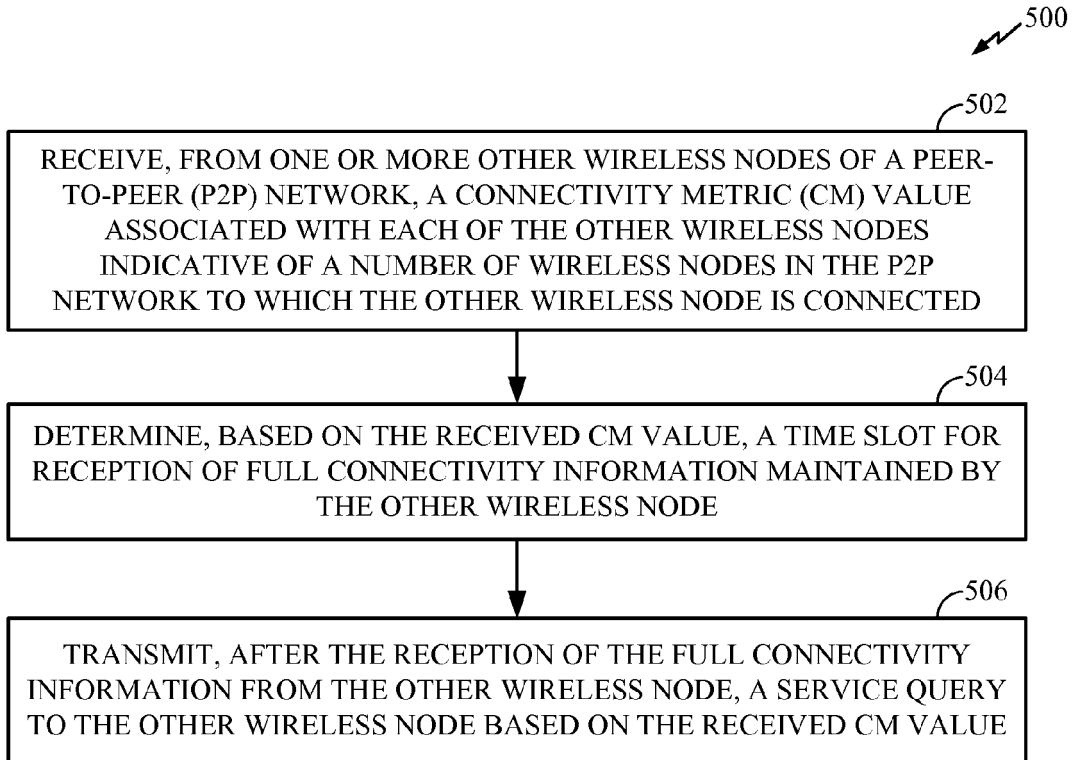 500
502
RECEIVE, FROM ONE OR MORE OTHER WIRELESS NODES OF A PEER-
TO-PEER (P2P) NETWORK, A CONNECTIVITY METRIC (CM) VALUE
ASSOCIATED WITH EACH OF THE OTHER WIRELESS NODES
INDICATIVE OF A NUMBER OF WIRELESS NODES IN THE P2P
NETWORK TO WHICH THE OTHER WIRELESS NODE IS CONNECTED
504
DETERMINE, BASED ON THE RECEIVED CM VALUE, A TIME SLOT FOR
RECEPTION OF FULL CONNECTIVITY INFORMATION MAINTAINED BY
THE OTHER WIRELESS NODE
506
TRANSMIT, AFTER THE RECEPTION OF THE FULL CONNECTIVITY
INFORMATION FROM THE OTHER WIRELESS NODE, A SERVICE QUERY
TO THE OTHER WIRELESS NODE BASED ON THE RECEIVED CM VALUE